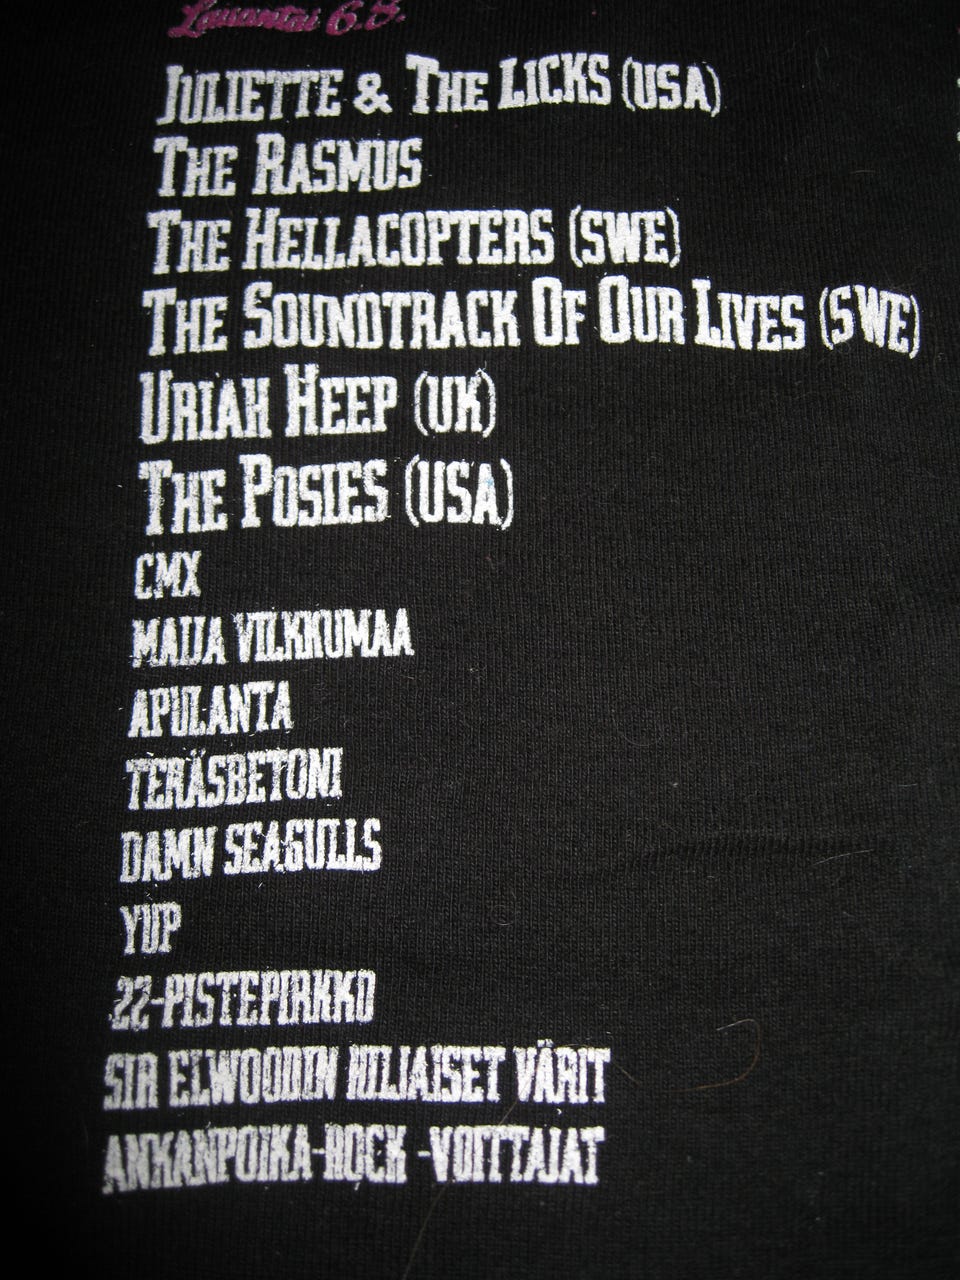 Lauantai 6.8.
JULIETTE & THE LICKS (USA)
THE RASMUS
THE HELLACOPTERS (SWE)
THE SOUNDTRACK OF OUR LIVES (SWE)
URIAH HEEP (UK)
THE POSIES (USA)
CMX
MAIJA VILKKUMAA
APULANTA
TERÄSBETONI
DAMN SEAGULLS
YUP
22-PISTEPIRKKO
SIR ELWOODIN HILJAISET VÄRIT
ANKANPOIKA-ROCK -VOITTAJAT